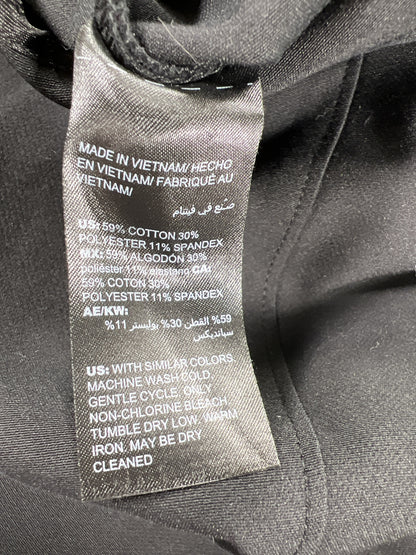 MADE IN VIETNAM/ HECHO
EN VIETNAM/ FABRIQUÉ AU
VIETNAM/
صنع في فيتنام
US: 59% COTTON 30%
POLYESTER 11% SPANDEX
MX: 59% ALGODÓN 30%
poliéster 11% elastano CA:
59% COTON 30%
POLYESTER 11% SPANDEX
AE/KW:
59% القطن 30% بوليستر 11%
سباندیکس
US: WITH SIMILAR COLORS,
MACHINE WASH COLD,
GENTLE CYCLE, ONLY
NON-CHLORINE BLEACH
TUMBLE DRY LOW, WARM
IRON, MAY BE DRY
CLEANED